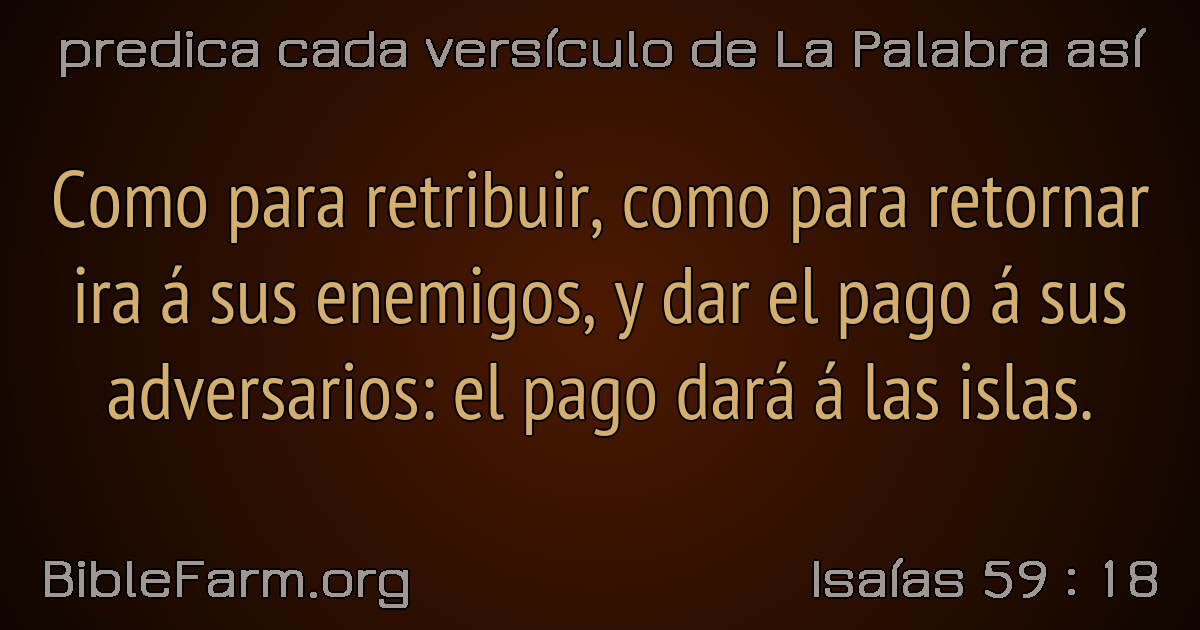 predica cada versículo de La Palabra así
Como para retribuir, como para retornar
ira á sus enemigos, y dar el pago á sus
adversarios: el pago dará á las islas.
BibleFarm.org
Isaías 59 : 18